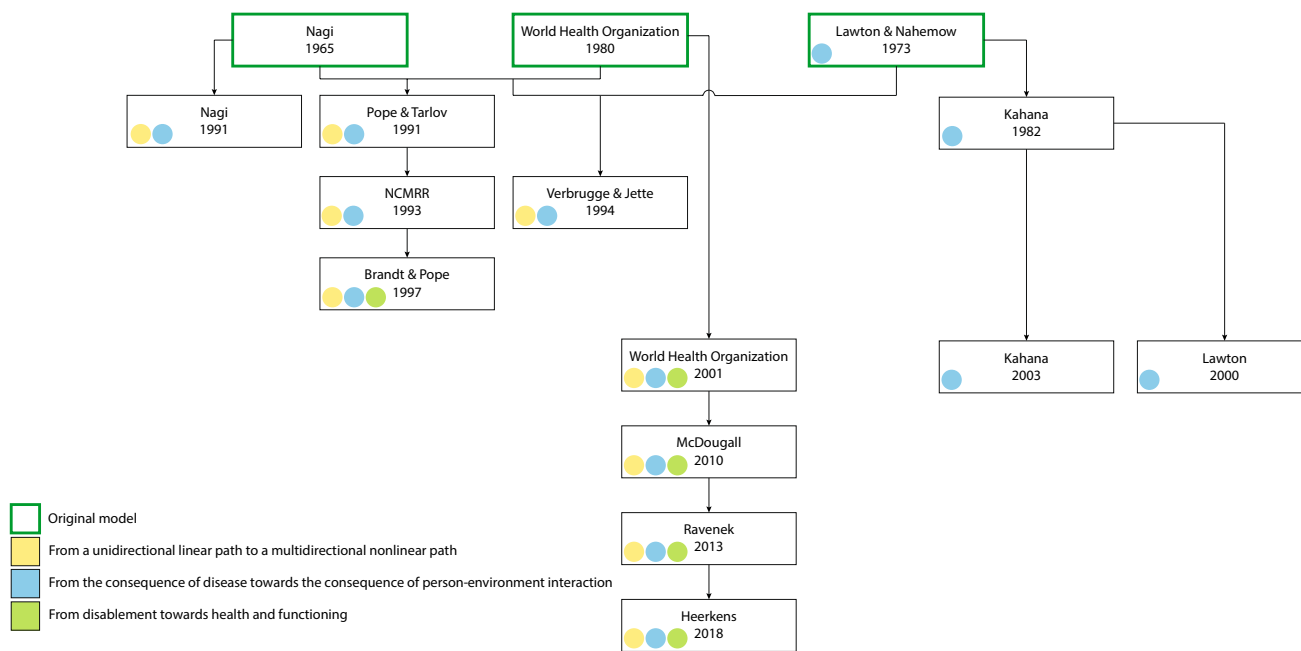 Nagi
1965
World Health Organization
1980
Lawton & Nahemow
1973
Nagi
1991
Pope & Tarlov
1991
Kahana
1982
NCMRR
1993
Verbrugge & Jette
1994
Brandt & Pope
1997
World Health Organization
2001
Kahana
2003
Lawton
2000
McDougall
2010
Ravenek
2013
Heerkens
2018
Original model
From a unidirectional linear path to a multidirectional nonlinear path
From the consequence of disease towards the consequence of person-environment interaction
From disablement towards health and functioning